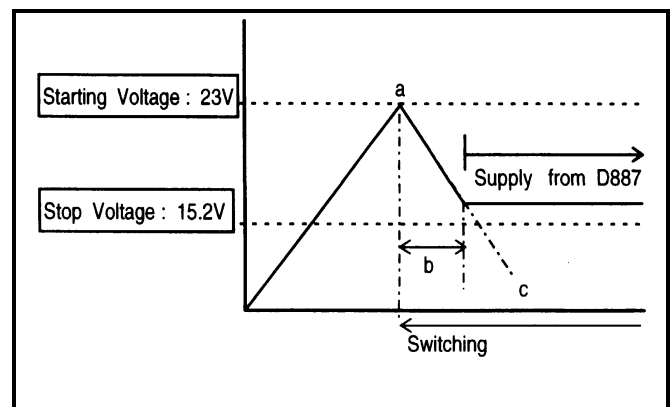 a
Starting Voltage : 23V
Supply from D887
Stop Voltage : 15.2V
b
c
Switching